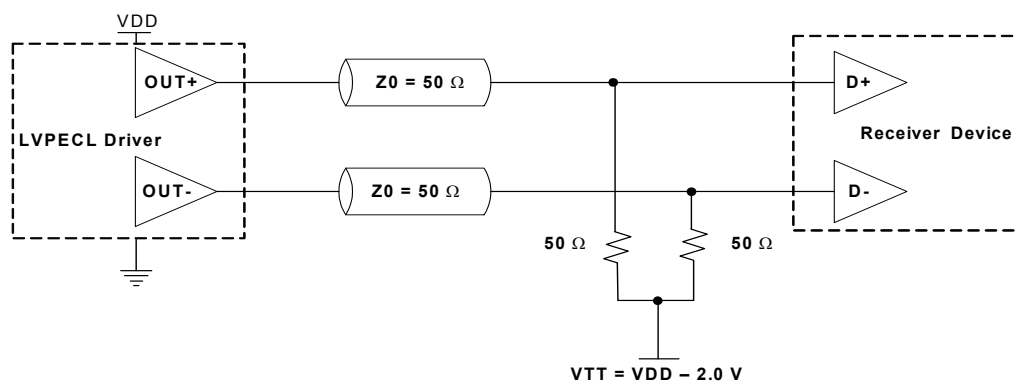 VDD
OUT+
Z0 = 50 Ω
D+
LVPECL Driver
Receiver Device
OUT-
Z0 = 50 Ω
D-
50 Ω
50 Ω
VTT = VDD – 2.0 V